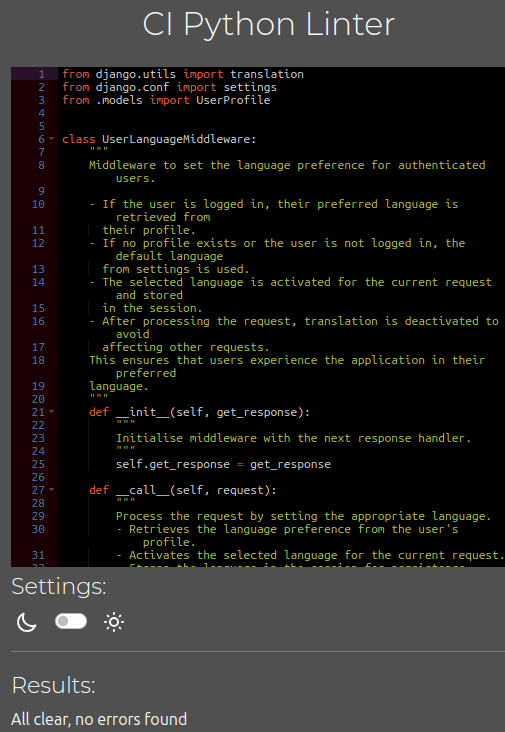 CI Python Linter
1 from django.utils import translation
2 from django.conf import settings
3 from .models import UserProfile
4
5
6 class UserLanguageMiddleware:
7 """
8 Middleware to set the language preference for authenticated
users.
9
10 - If the user is logged in, their preferred language is
retrieved from
11 their profile.
12 - If no profile exists or the user is not logged in, the
default language
13 from settings is used.
14 - The selected language is activated for the current request
and stored
15 in the session.
16 - After processing the request, translation is deactivated to
avoid
17 affecting other requests.
18 This ensures that users experience the application in their
preferred
19 language.
20 """
21 def __init__(self, get_response):
22 """
23 Initialise middleware with the next response handler.
24 """
25 self.get_response = get_response
26
27 def __call__(self, request):
28 """
29 Process the request by setting the appropriate language.
30 - Retrieves the language preference from the user's
profile.
31 - Activates the selected language for the current request.
32 - Stores the language in the session for persistence
Settings:
Results:
All clear, no errors found